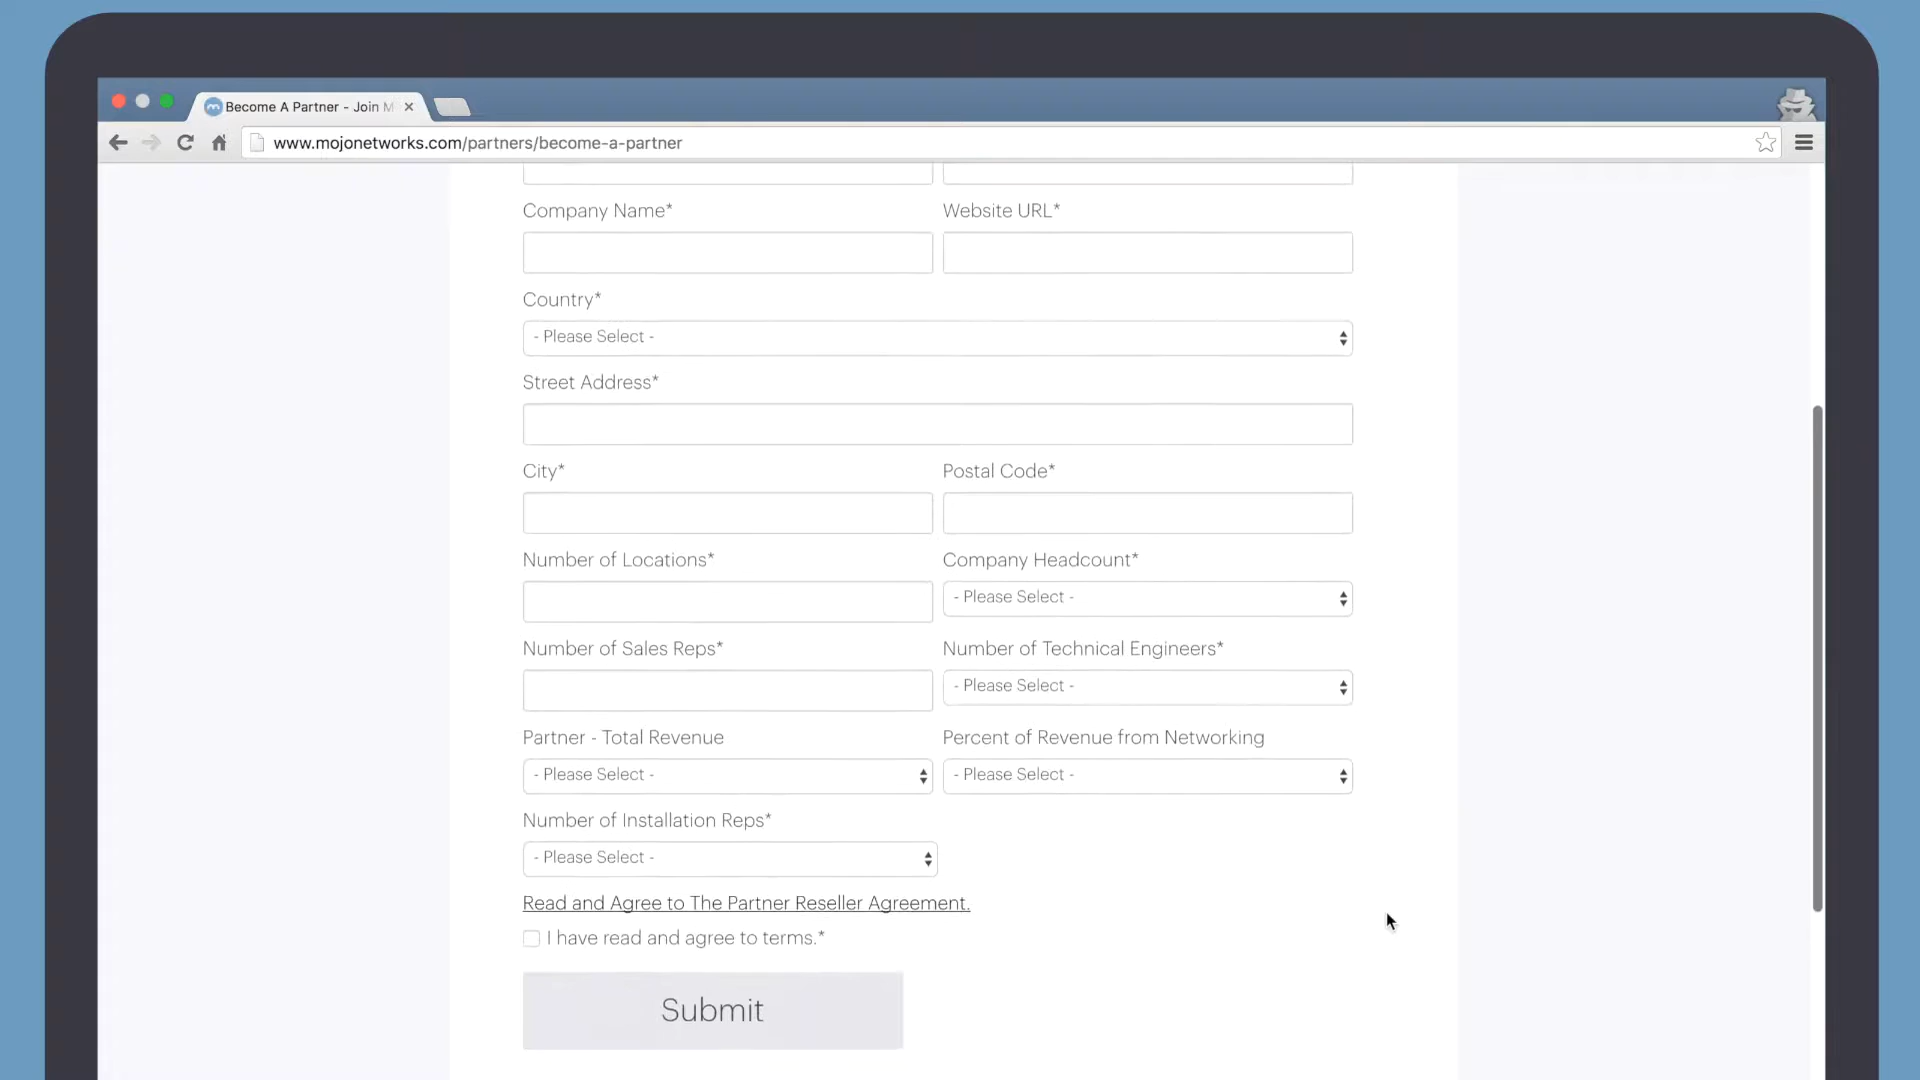 Become A Partner - Join M
www.mojonetworks.com/partners/become-a-partner
Company Name* Website URL*
Country*
- Please Select -
Street Address*
City* Postal Code*
Number of Locations* Company Headcount*
- Please Select -
Number of Sales Reps* Number of Technical Engineers*
- Please Select -
Partner - Total Revenue Percent of Revenue from Networking
- Please Select - - Please Select -
Number of Installation Reps*
- Please Select -
Read and Agree to The Partner Reseller Agreement.
I have read and agree to terms.*
Submit